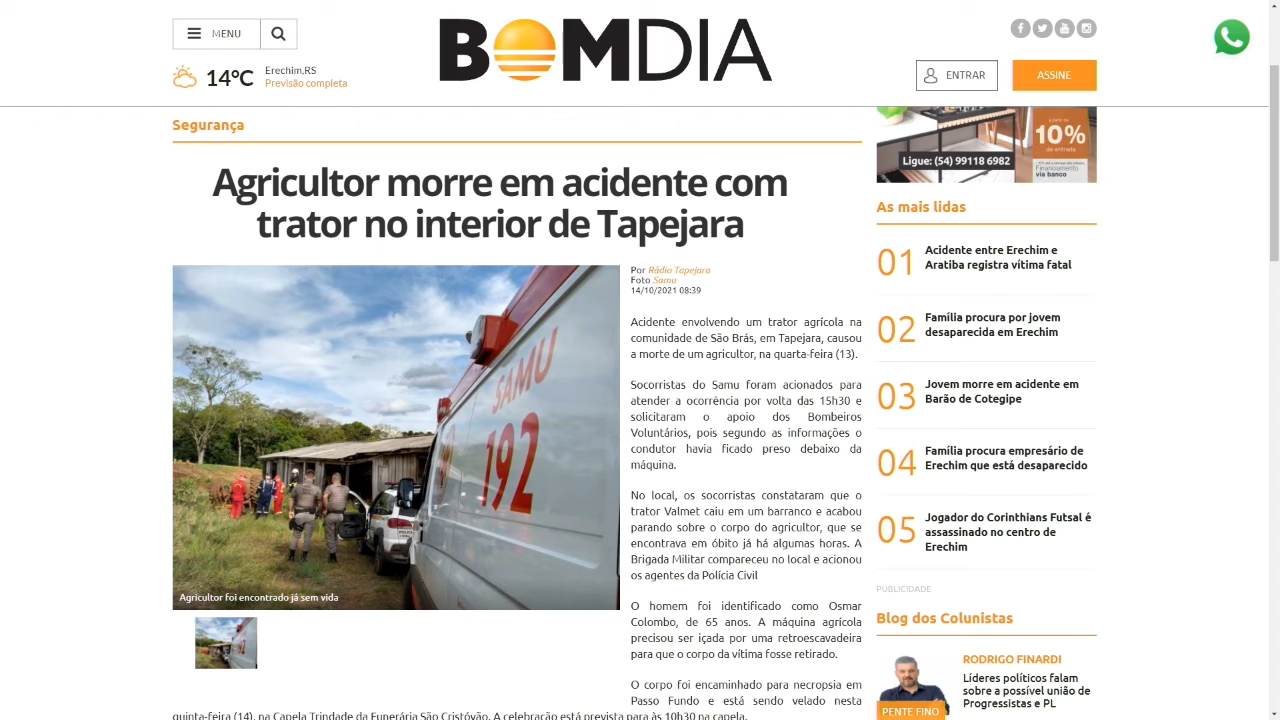 MENU
BOMDIA
14°C
Erechim,RS
Previsão completa
ENTRAR
ASSINE
Segurança
Agricultor morre em acidente com
trator no interior de Tapejara
SAMU
192
Agricultor foi encontrado já sem vida
Por Rádio Tapejara
Foto Samu
14/10/2021 08:39
Acidente envolvendo um trator agrícola na
comunidade de São Brás, em Tapejara, causou
a morte de um agricultor, na quarta-feira (13).
Socorristas do Samu foram acionados para
atender a ocorrência por volta das 15h30 e
solicitaram o apoio dos Bombeiros
Voluntários, pois segundo as informações o
condutor havia ficado preso debaixo da
máquina.
No local, os socorristas constataram que o
trator Valmet caiu em um barranco e acabou
parando sobre o corpo do agricultor, que se
encontrava em óbito já há algumas horas. A
Brigada Militar compareceu no local e acionou
os agentes da Polícia Civil
O homem foi identificado como Osmar
Colombo, de 65 anos. A máquina agrícola
precisou ser içada por uma retroescavadeira
para que o corpo da vítima fosse retirado.
O corpo foi encaminhado para necropsia em
Passo Fundo e está sendo velado nesta
quinta-feira (14), na Capela Trindade da Funerária São Cristóvão. A celebração está prevista para às 10h30 na capela.
10%
de entrada
Financiamento
via banco
Ligue: (54) 99118 6982
As mais lidas
01 Acidente entre Erechim e
Aratiba registra vítima fatal
02 Família procura por jovem
desaparecida em Erechim
03 Jovem morre em acidente em
Barão de Cotegipe
04 Família procura empresário de
Erechim que está desaparecido
05 Jogador do Corinthians Futsal é
assassinado no centro de
Erechim
PUBLICIDADE
Blog dos Colunistas
RODRIGO FINARDI
Líderes políticos falam
sobre a possível união de
Progressistas e PL
PENTE FINO